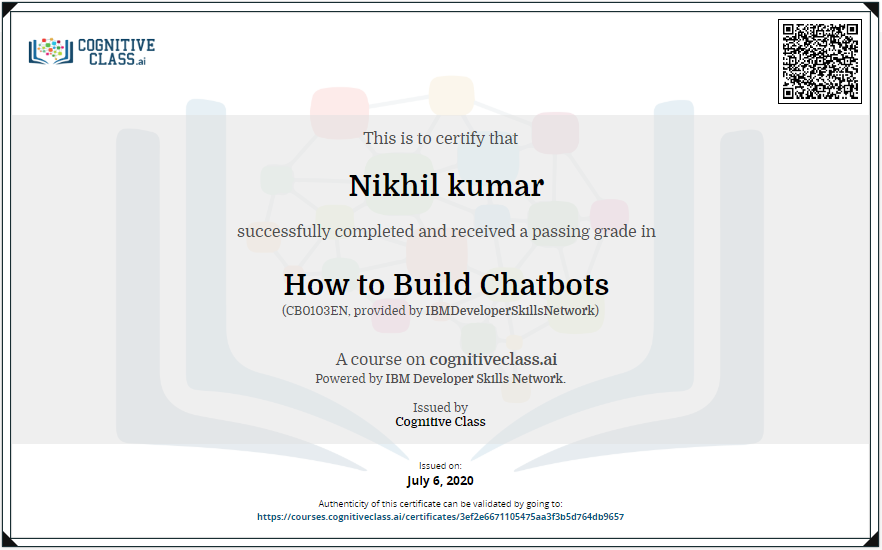 COGNITIVE
CLASS.ai
This is to certify that
Nikhil kumar
successfully completed and received a passing grade in
How to Build Chatbots
(CB0103EN, provided by IBMDeveloperSkillsNetwork)
A course on cognitiveclass.ai
Powered by IBM Developer Skills Network.
Issued by
Cognitive Class
Issued on:
July 6, 2020
Authenticity of this certificate can be validated by going to:
https://courses.cognitiveclass.ai/certificates/3ef2e6671105475aa3f3b5d764db9657